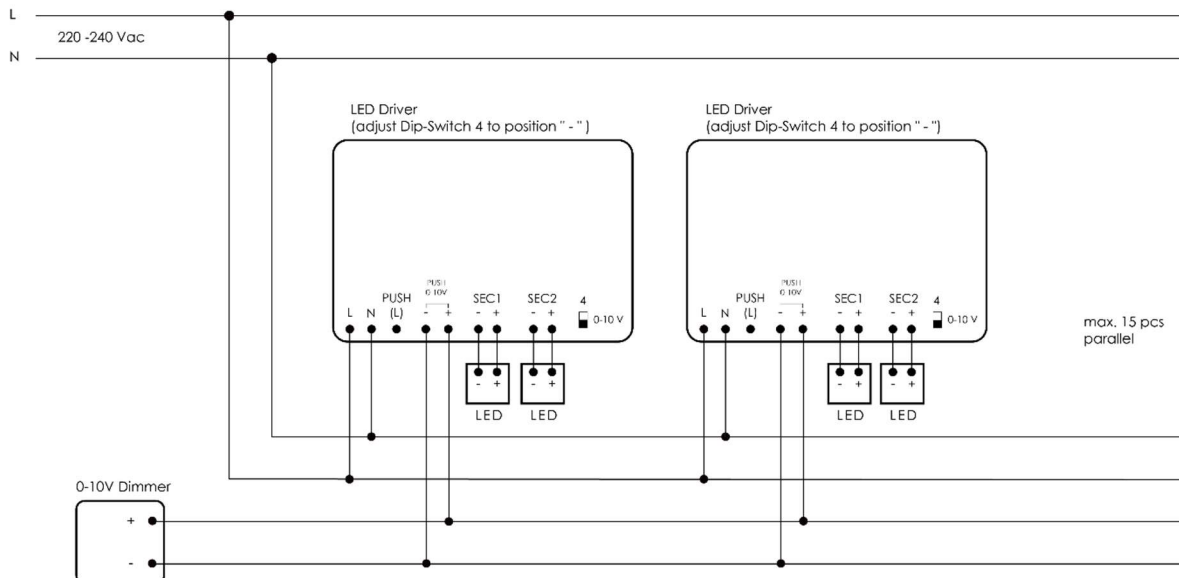 L
220 -240 Vac
N
LED Driver
(adjust Dip-Switch 4 to position " - " )
LED Driver
(adjust Dip-Switch 4 to position " - ")
PUSH
0-10V
PUSH
(L)
SEC1
SEC2
4
L
N
-
+
-
+
-
+
0-10 V
-
+
-
+
LED
LED
PUSH
0-10V
PUSH
(L)
SEC1
SEC2
4
L
N
-
+
-
+
-
+
0-10 V
-
+
-
+
LED
LED
max. 15 pcs
parallel
0-10V Dimmer
+
-